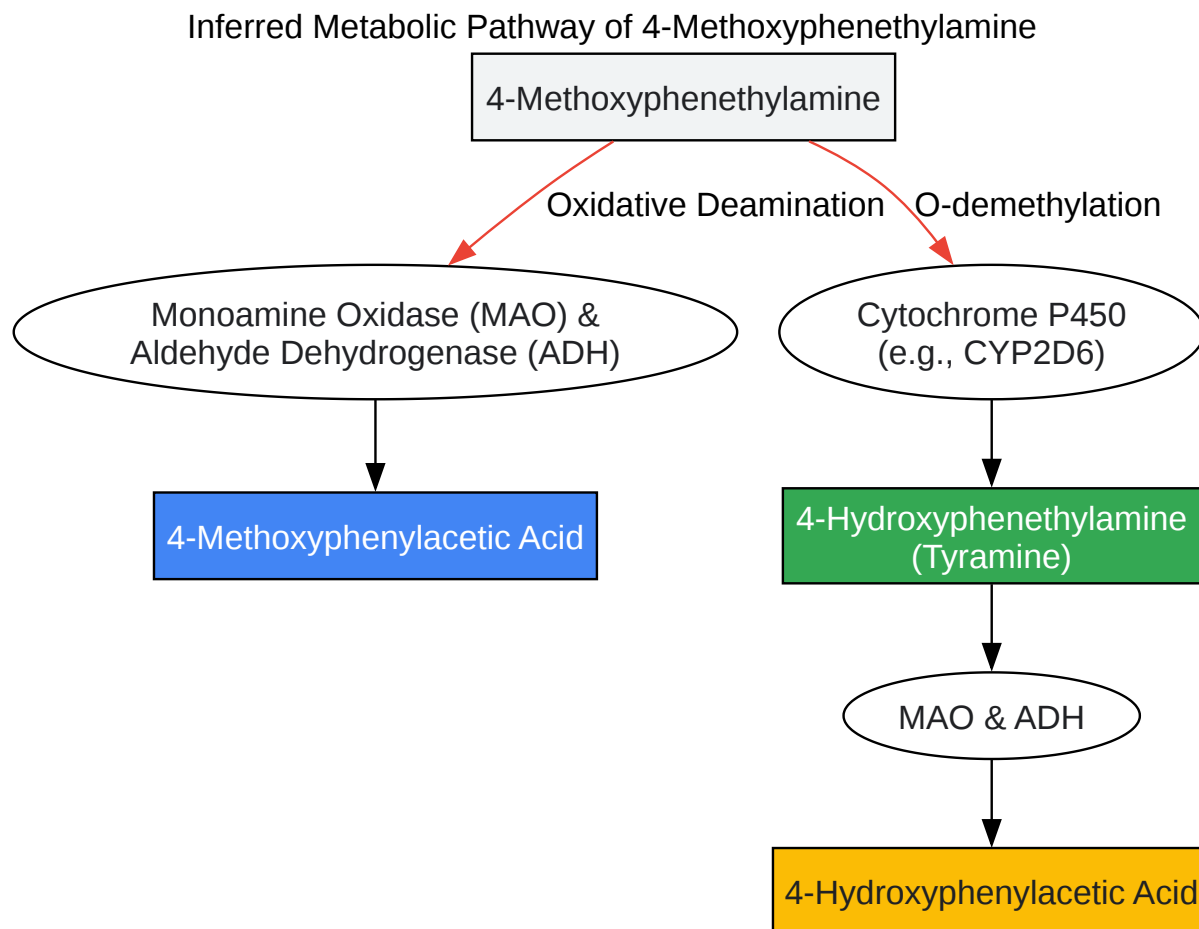 Inferred Metabolic Pathway of 4-Methoxyphenethylamine
4-Methoxyphenethylamine
Oxidative Deamination
O-demethylation
Monoamine Oxidase (MAO) &
Aldehyde Dehydrogenase (ADH)
Cytochrome P450
(e.g., CYP2D6)
4-Methoxyphenylacetic Acid
4-Hydroxyphenethylamine
(Tyramine)
MAO & ADH
4-Hydroxyphenylacetic Acid